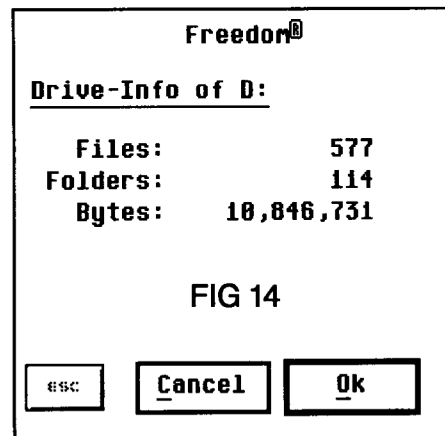 Freedom®
Drive-Info of D:
Files: 577
Folders: 114
Bytes: 10,846,731
FIG 14
esc Cancel Ok